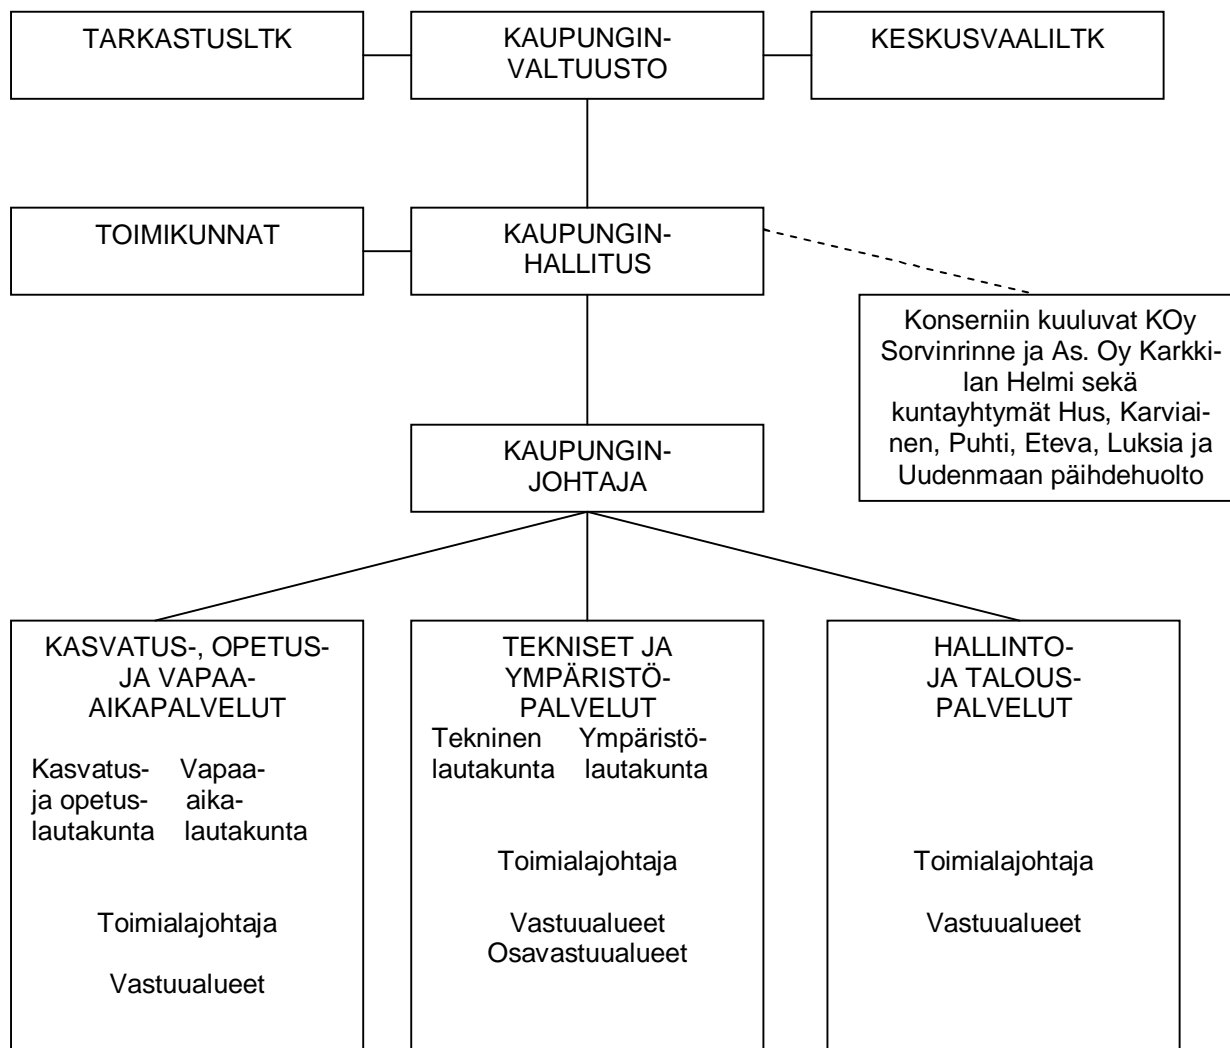 TARKASTUSLTK
KAUPUNGIN-
VALTUUSTO
KESKUSVAALILTK
TOIMIKUNNAT
KAUPUNGIN-
HALLITUS
Konserniin kuuluvat KOy
Sorvinrinne ja As. Oy Karkki-
lan Helmi sekä
kuntayhtymät Hus, Karviai-
nen, Puhti, Eteva, Luksia ja
Uudenmaan päihdehuolto
KAUPUNGIN-
JOHTAJA
KASVATUS-, OPETUS-
JA VAPAA-
AIKAPALVELUT
Kasvatus- Vapaa-
ja opetus- aika-
lautakunta lautakunta
Toimialajohtaja
Vastuualueet
TEKNISET JA
YMPÄRISTÖ-
PALVELUT
Tekninen Ympäristö-
lautakunta lautakunta
Toimialajohtaja
Vastuualueet
Osavastuualueet
HALLINTO-
JA TALOUS-
PALVELUT
Toimialajohtaja
Vastuualueet